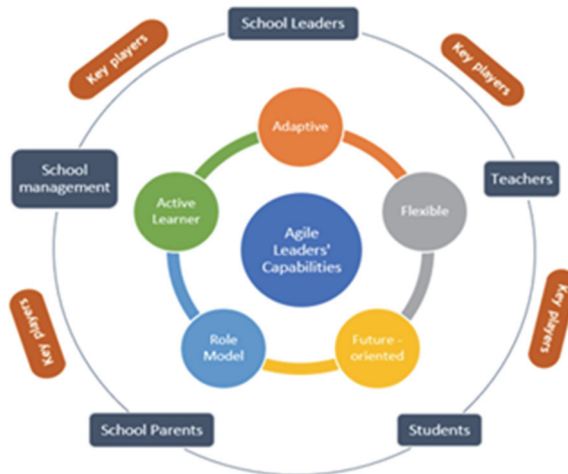 School Leaders
Key players
Key players
Adaptive
School
management
Teachers
Active
Learner
Flexible
Agile
Leaders'
Capabilities
Key players
Key players
Role
Model
Future -
oriented
School Parents
Students